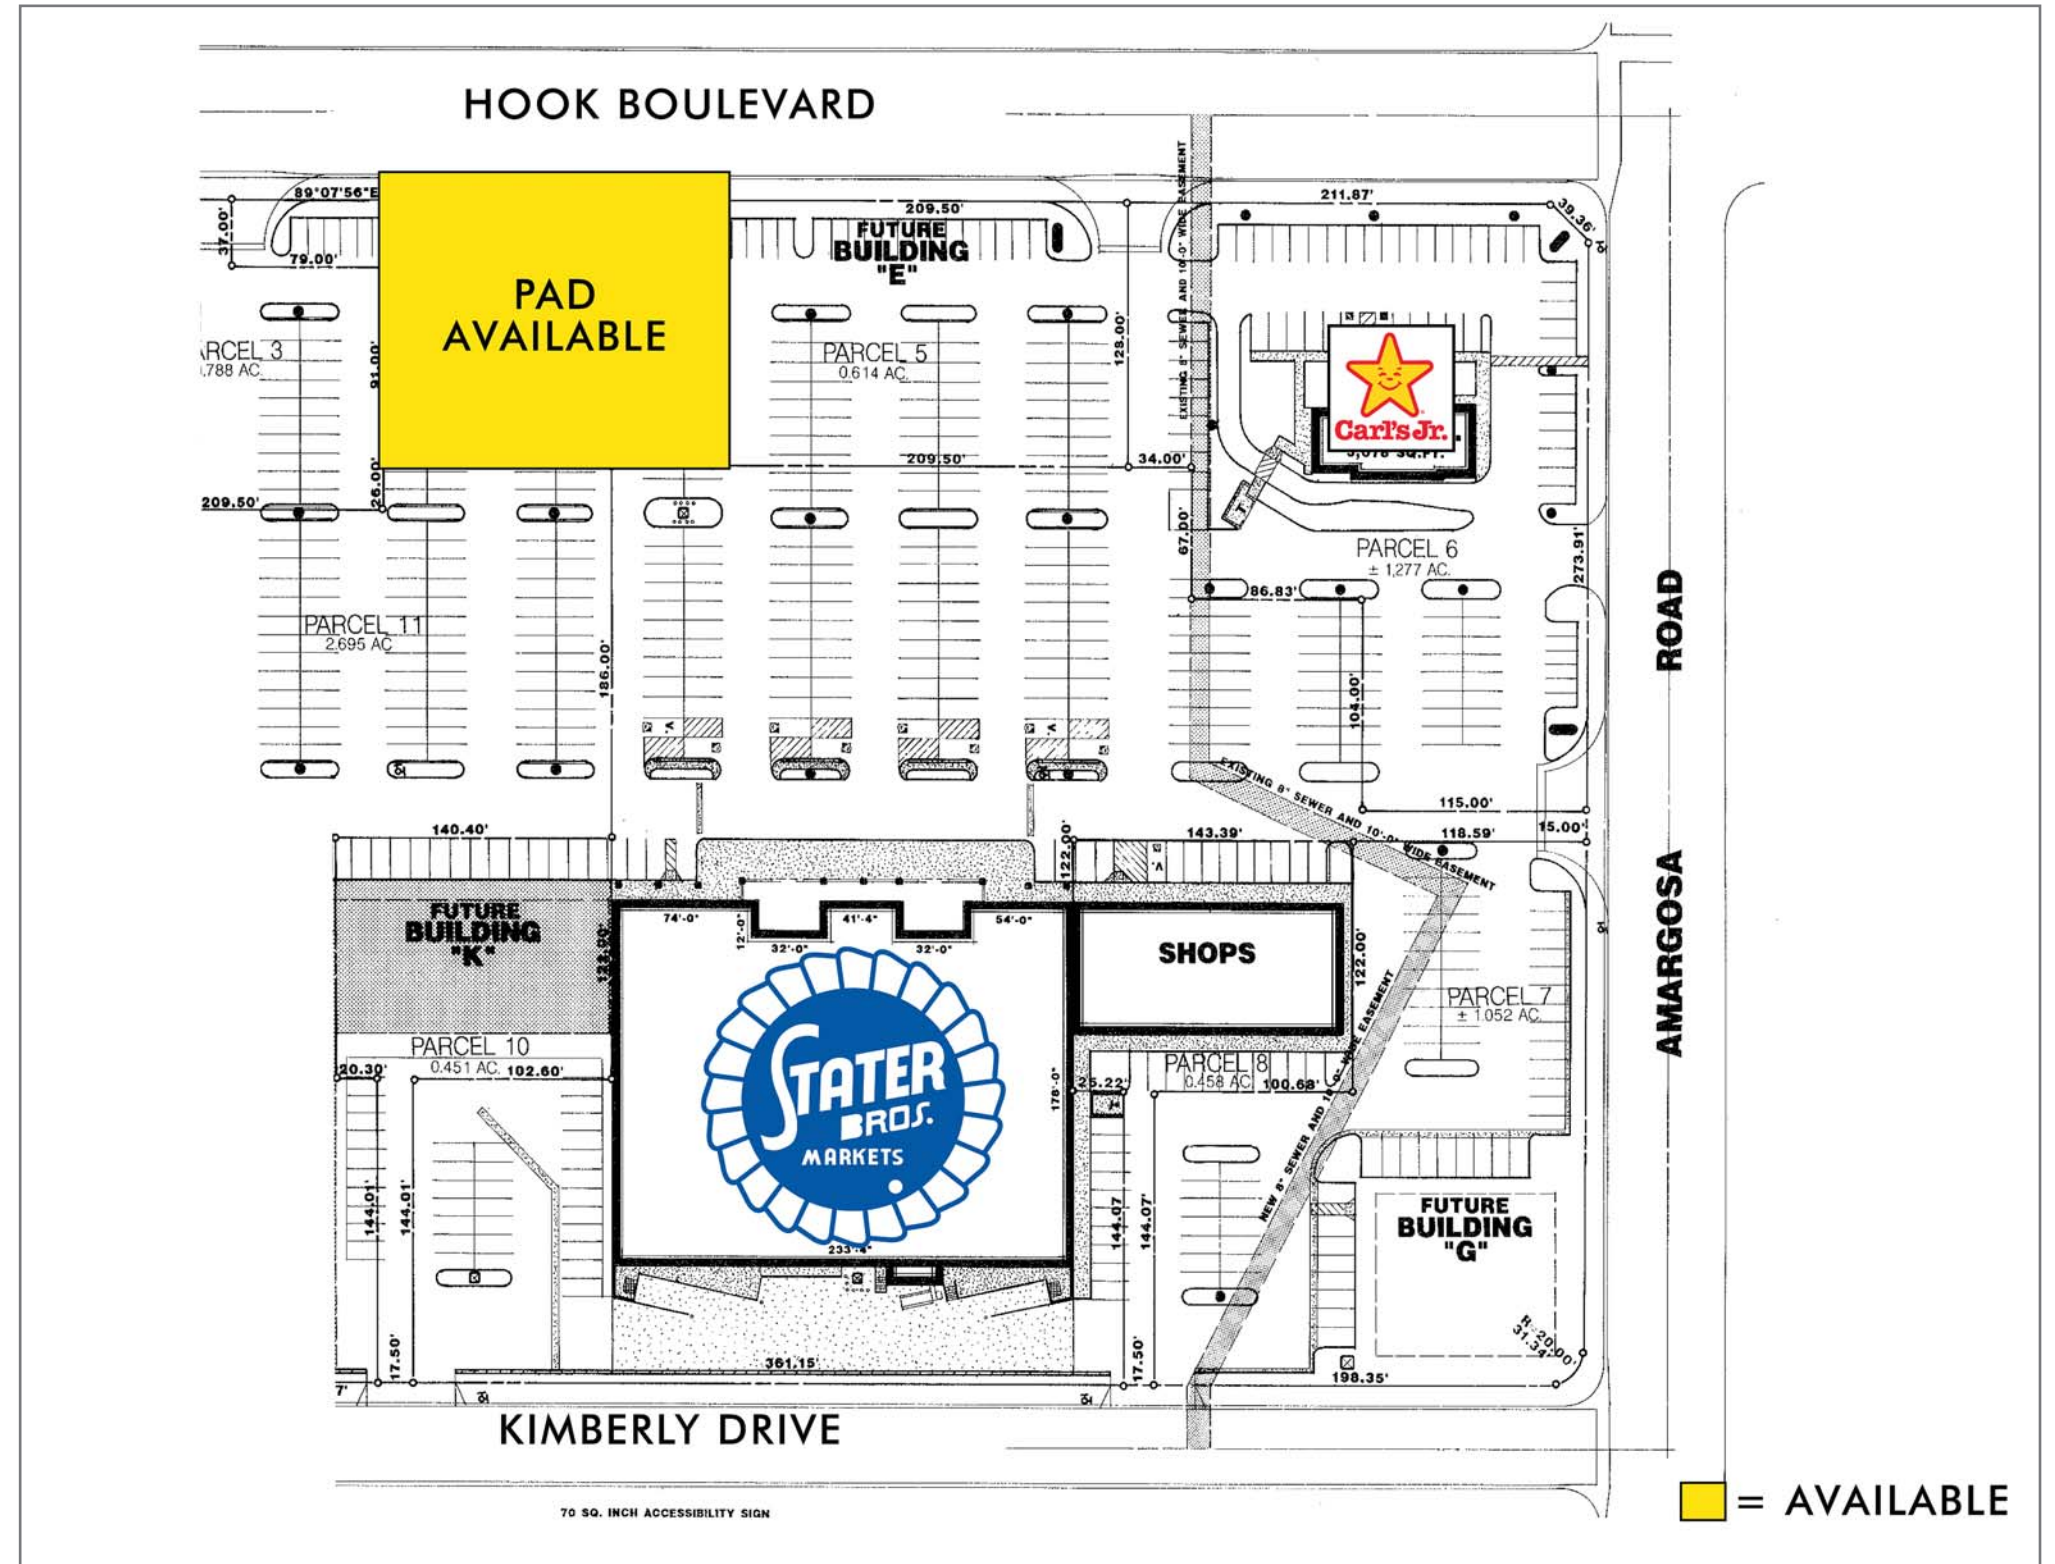 HOOK BOULEVARD
89°07'56"E
37.00'
79.00'
PAD
AVAILABLE
209.50'
FUTURE
BUILDING
"E"
128.00'
EXISTING 8" SEWER AND 10'-0" WIDE EASEMENT
211.87'
39.36'
ARCEL 3
.788 AC.
91.00'
26.00'
209.50'
PARCEL 5
0.614 AC.
209.50'
34.00'
67.00'
Carl's Jr.
PARCEL 6
± 1,277 AC.
273.91'
86.83'
104.00'
115.00'
15.00'
PARCEL 11
2.695 AC
186.00'
EXISTING 8" SEWER AND 10'-0" WIDE EASEMENT
AMARGOSA ROAD
140.40'
122.00'
143.39'
118.59'
FUTURE
BUILDING
"K"
122.00'
74'-0"
12'-0"
32'-0"
41'-4"
32'-0"
54'-0"
SHOPS
122.00'
PARCEL 7
± 1.052 AC.
STATER
BROS.
MARKETS
178'-0"
233'-4"
PARCEL 10
0.451 AC.
20.30'
102.60'
144.01'
144.01'
17.50'
PARCEL 8
0.458 AC.
25.22'
100.68'
144.07
144.07'
17.50'
NEW 8" SEWER AND 10'-0" WIDE EASEMENT
FUTURE
BUILDING
"G"
R=20.00'
31.34'
361.15'
198.35'
7'
KIMBERLY DRIVE
70 SQ. INCH ACCESSIBILITY SIGN
= AVAILABLE